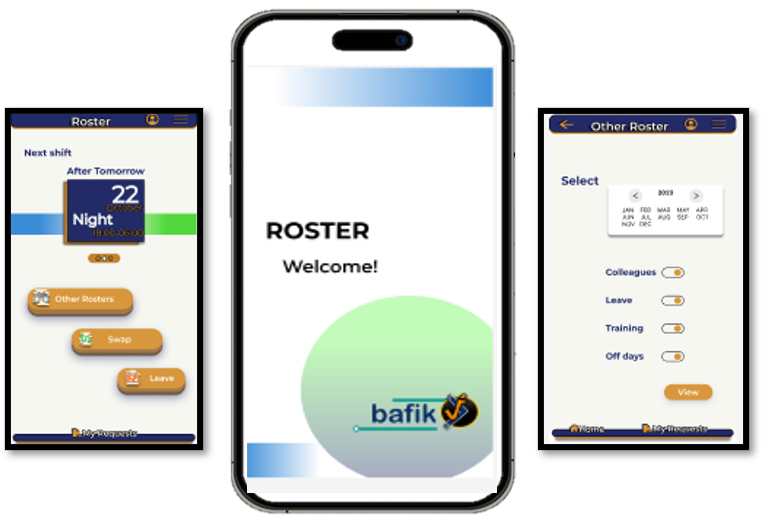 Roster
Next shift
After Tomorrow
22
October
Night
18:00-06:00
Other Rosters
Swap
Leave
My Requests
ROSTER
Welcome!
bafik
Other Roster
Select
< 2023 >
JAN FEB MAR MAY APR
JUN JUL AUG SEP OCT
NOV DEC
Colleagues
Leave
Training
Off days
View
Home My Requests